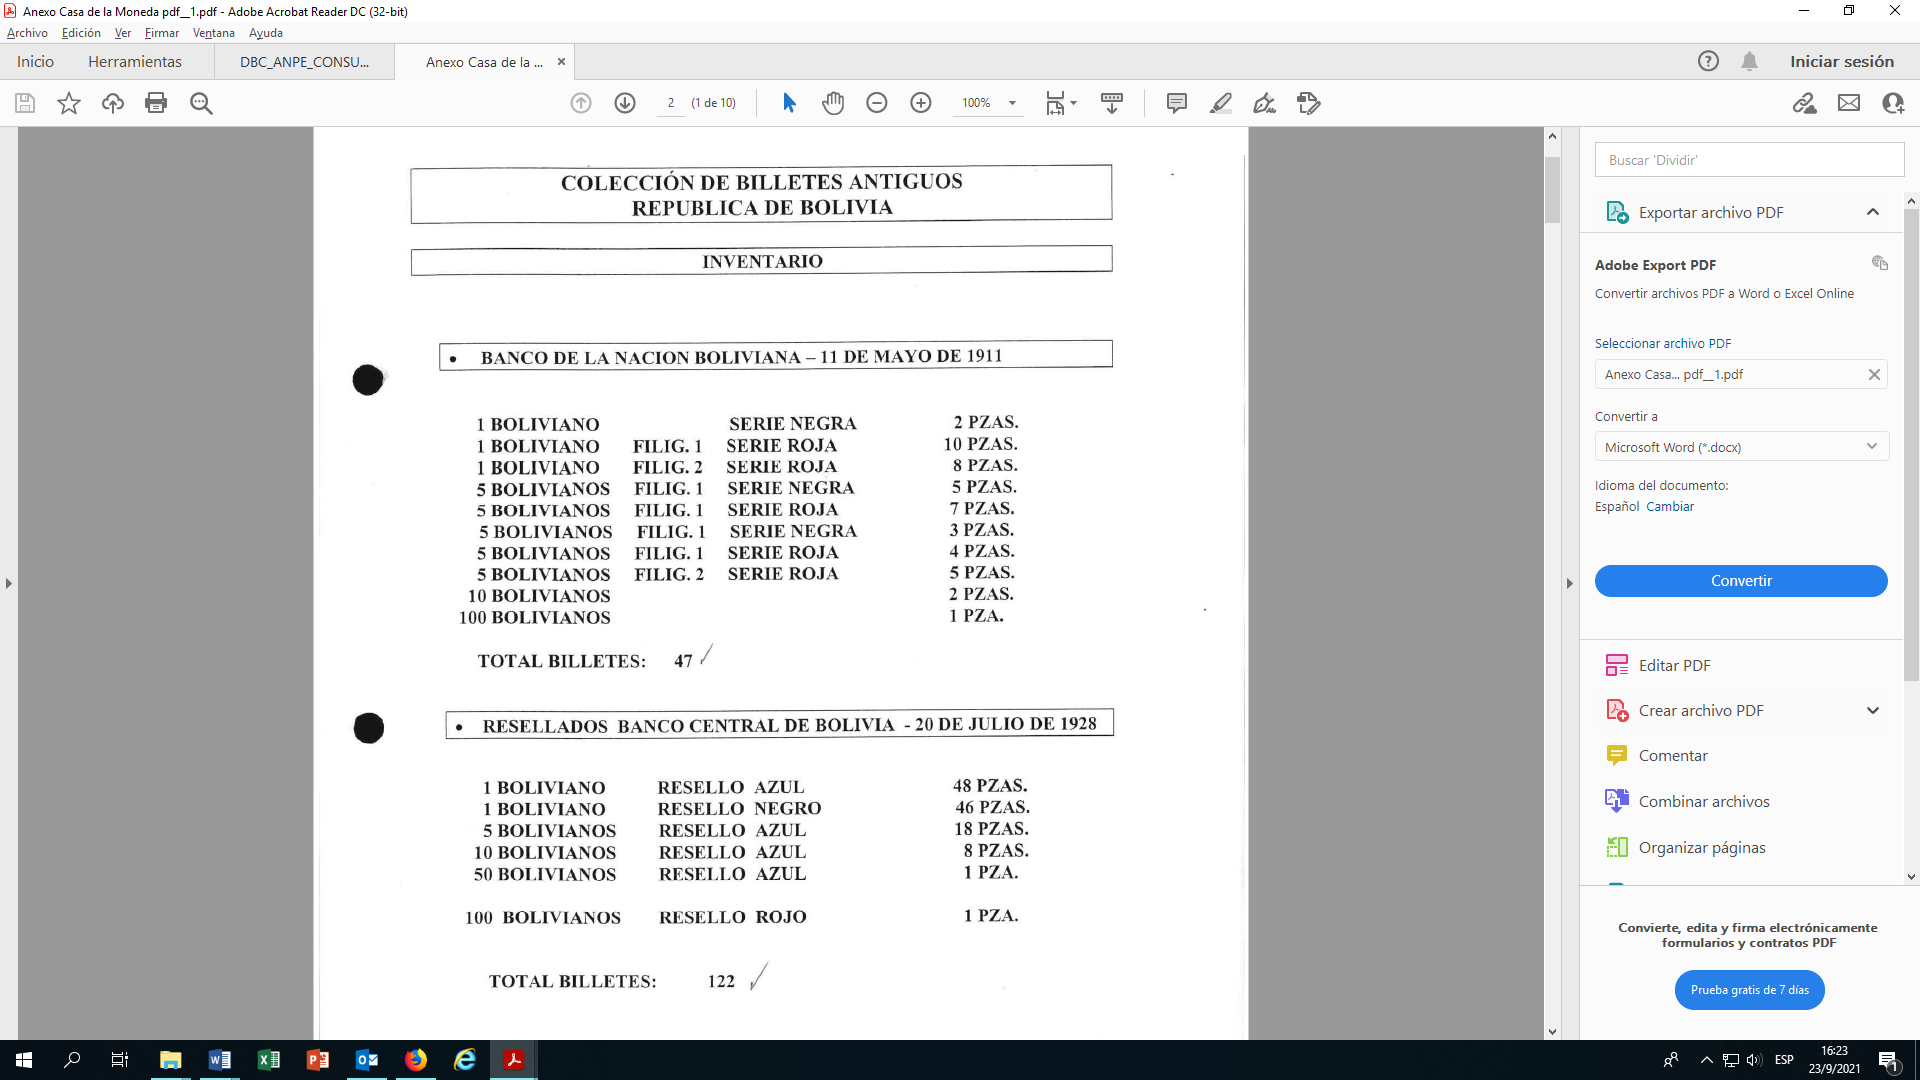 Anexo Casa de la Moneda pdf__1.pdf - Adobe Acrobat Reader DC (32-bit)
Archivo Edición Ver Firmar Ventana Ayuda
Inicio Herramientas DBC_ANPE_CONSU... Anexo Casa de la ... × Iniciar sesión
2 (1 de 10) 100%
COLECCIÓN DE BILLETES ANTIGUOS
REPUBLICA DE BOLIVIA
INVENTARIO
• BANCO DE LA NACION BOLIVIANA – 11 DE MAYO DE 1911
1 BOLIVIANO SERIE NEGRA 2 PZAS.
1 BOLIVIANO FILIG. 1 SERIE ROJA 10 PZAS.
1 BOLIVIANO FILIG. 2 SERIE ROJA 8 PZAS.
5 BOLIVIANOS FILIG. 1 SERIE NEGRA 5 PZAS.
5 BOLIVIANOS FILIG. 1 SERIE ROJA 7 PZAS.
5 BOLIVIANOS FILIG. 1 SERIE NEGRA 3 PZAS.
5 BOLIVIANOS FILIG. 1 SERIE ROJA 4 PZAS.
5 BOLIVIANOS FILIG. 2 SERIE ROJA 5 PZAS.
10 BOLIVIANOS 2 PZAS.
100 BOLIVIANOS 1 PZA.
TOTAL BILLETES: 47
• RESELLADOS BANCO CENTRAL DE BOLIVIA - 20 DE JULIO DE 1928
1 BOLIVIANO RESELLO AZUL 48 PZAS.
1 BOLIVIANO RESELLO NEGRO 46 PZAS.
5 BOLIVIANOS RESELLO AZUL 18 PZAS.
10 BOLIVIANOS RESELLO AZUL 8 PZAS.
50 BOLIVIANOS RESELLO AZUL 1 PZA.
100 BOLIVIANOS RESELLO ROJO 1 PZA.
TOTAL BILLETES: 122
Buscar 'Dividir'
Exportar archivo PDF
Adobe Export PDF
Convertir archivos PDF a Word o Excel Online
Seleccionar archivo PDF
Anexo Casa... pdf__1.pdf
Convertir a
Microsoft Word (*.docx)
Idioma del documento:
Español Cambiar
Convertir
Editar PDF
Crear archivo PDF
Comentar
Combinar archivos
Organizar páginas
Convierte, edita y firma electrónicamente
formularios y contratos PDF
Prueba gratis de 7 días
ESP
16:23
23/9/2021
1